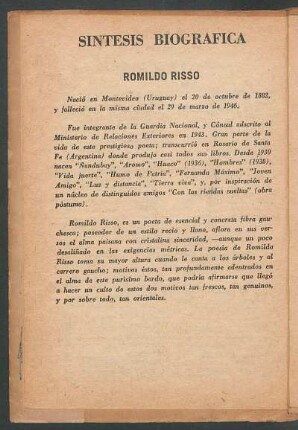 SINTESIS BIOGRAFICA
ROMILDO RISSO
Nació en Montevideo (Uruguay) el 20 de octubre de 1882,
y falleció en la misma ciudad el 29 de marzo de 1946.
Fue integrante de la Guardia Nacional, y Cónsul adscrito al
Ministerio de Relaciones Exteriores en 1943. Gran parte de la
vida de este prestigioso poeta; transcurrió en Rosario de Santa
Fe (Argentina) donde produjo casi todos sus libros. Desde 1930
nacen "Ñandubay", "Aromo", "Huazo" (1936), "Hombres" (1938),
"Vida juerte", "Humo de Patria", "Fernando Máximo", "Joven
Amigo", "Luz y distancia", "Tierra viva", y, por inspiración
de un núcleo de distinguidos amigos "Con las riendas sueltas" (obra
póstuma).
Romildo Risso, es un poeta de esencial y concreta fibra gau-
chesca; poseedor de un estilo recio y llano, aflora en sus ver-
sos el alma paisana con cristalina sinceridad, —aunque un poco
descuidada en las exigencias métricas. La poesía de Romildo
Risso toma su mayor altura cuando le canta a los árboles y al
carrero gaucho; motivos éstos, tan profundamente adentrados en
el alma de este purísimo bardo, que podría afirmarse que llegó
a hacer un culto de estos dos motivos tan frescos, tan genuinos,
y por sobre todo, tan orientales.